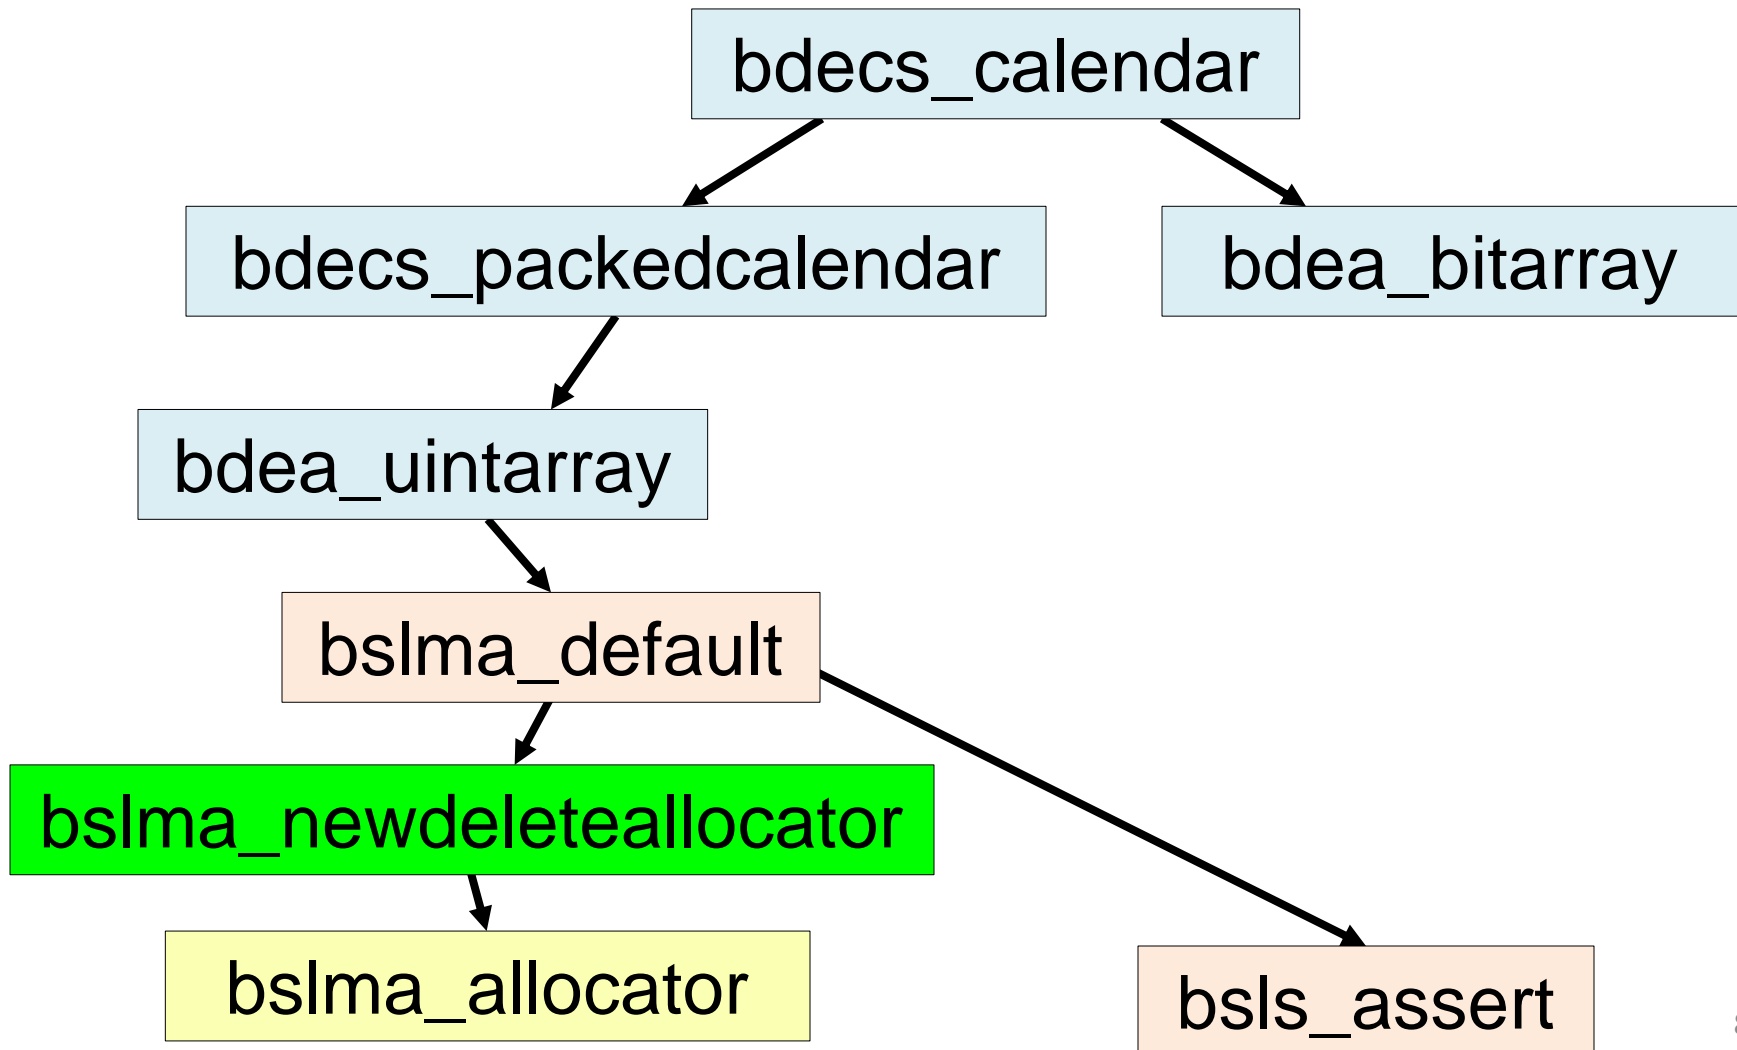 bdecs_calendar
bdecs_packedcalendar
bdea_bitarray
bdea_uintarray
bslma_default
bslma_newdeleteallocator
bslma_allocator
bsls_assert